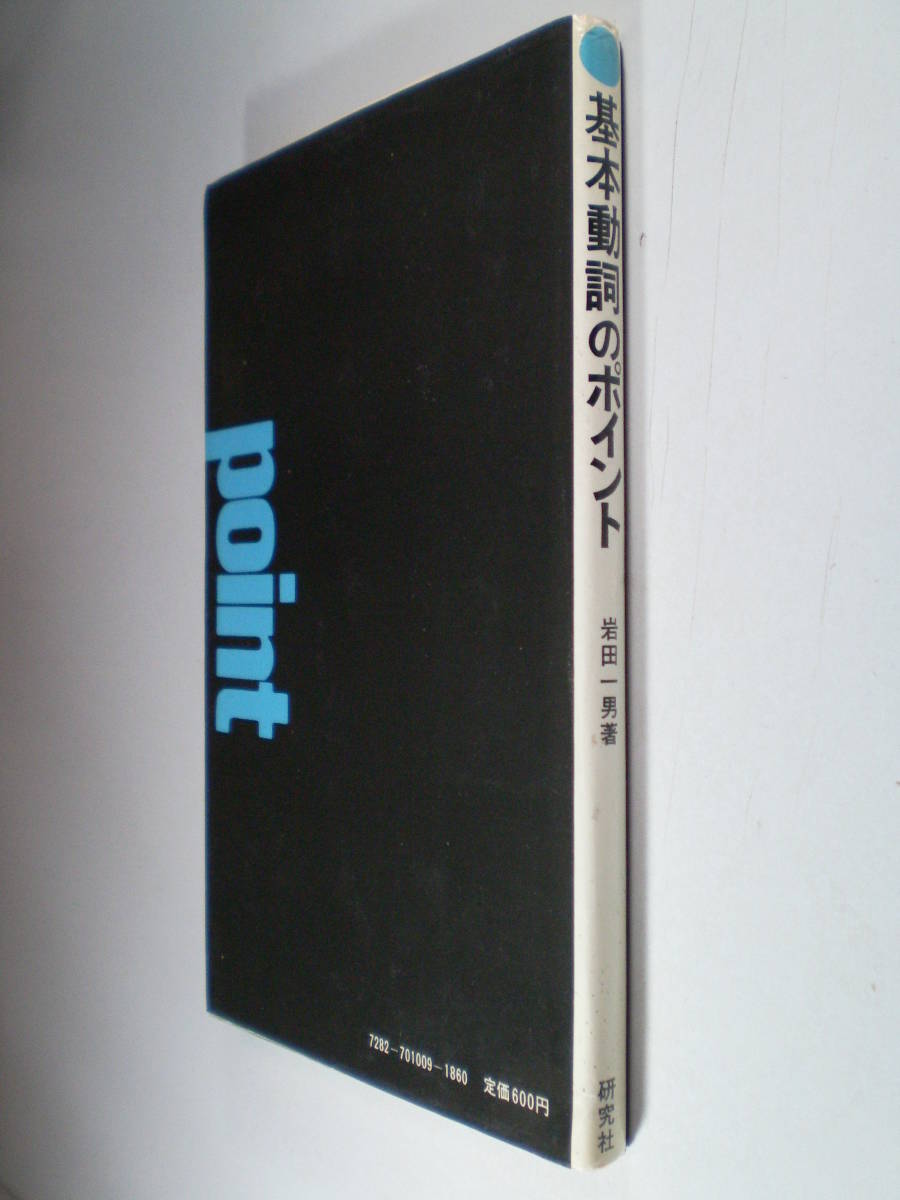 基本動詞のポイント
岩田一男著
研究社
point
7282-701009-1860 定価600円